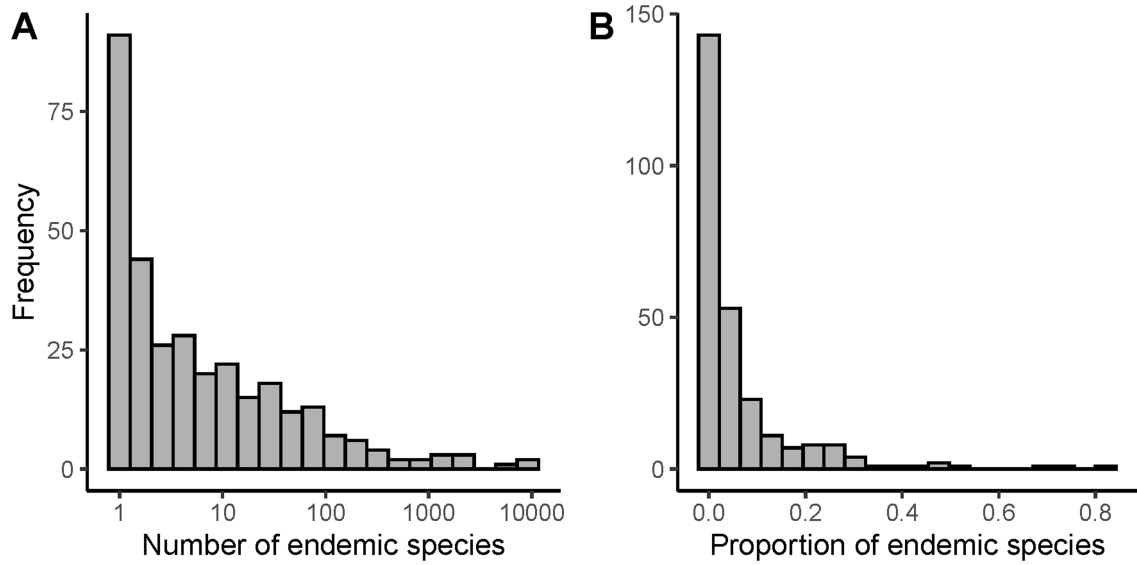 A
Frequency
75
50
25
0
1 10 100 1000 10000
Number of endemic species
B
150
100
50
0
0.0 0.2 0.4 0.6 0.8
Proportion of endemic species